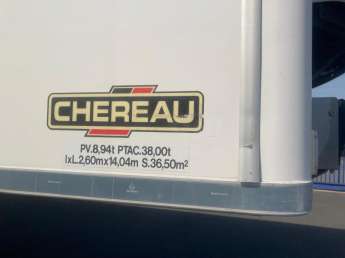 CHEREAU
PV.8,94t PTAC.38,00t
lxL.2,60mx14,04m S.36,50m²